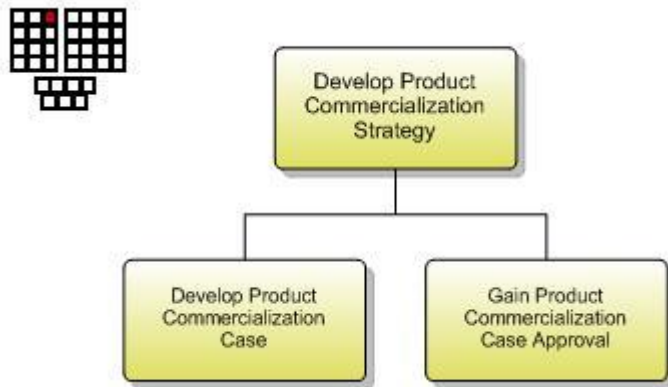 Develop Product
Commercialization
Strategy
Develop Product
Commercialization
Case
Gain Product
Commercialization
Case Approval